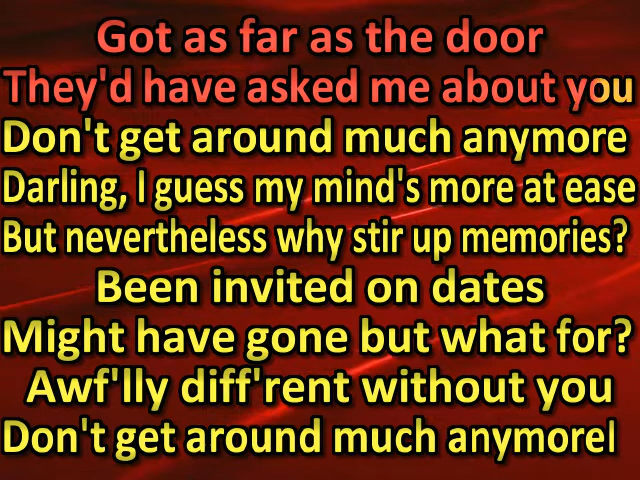 Got as far as the door
They'd have asked me about you
Don't get around much anymore
Darling, I guess my mind's more at ease
But nevertheless why stir up memories?
Been invited on dates
Might have gone but what for?
Awf'lly diff'rent without you
Don't get around much anymorel